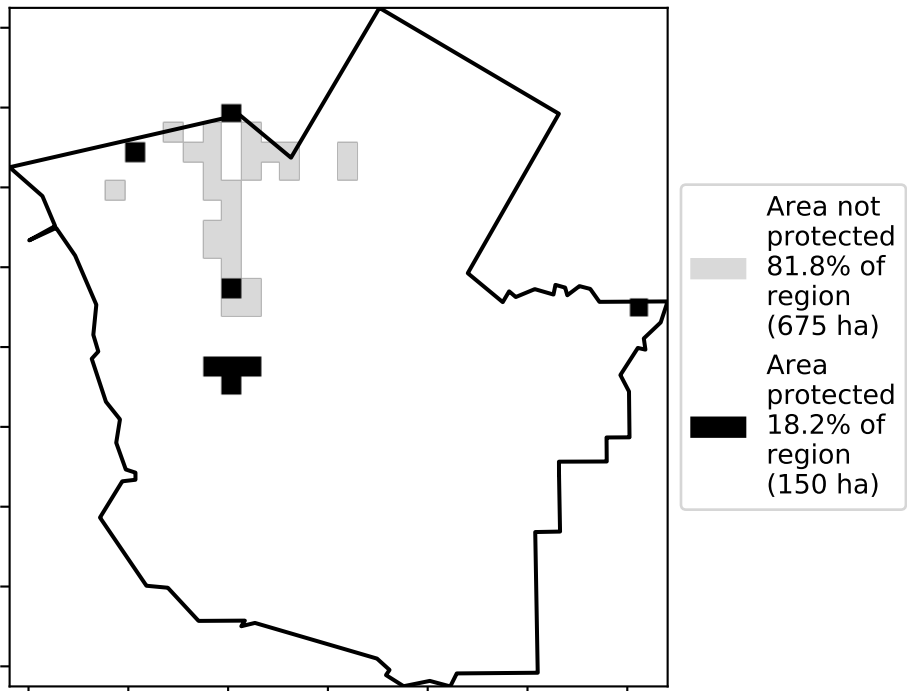 Area not
protected
81.8% of
region
(675 ha)
Area
protected
18.2% of
region
(150 ha)